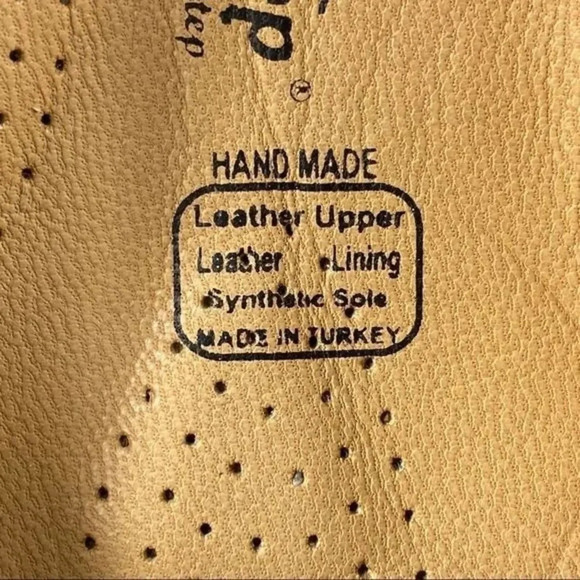 HAND MADE
Leather Upper
Leather Lining
Synthetic Sole
MADE IN TURKEY